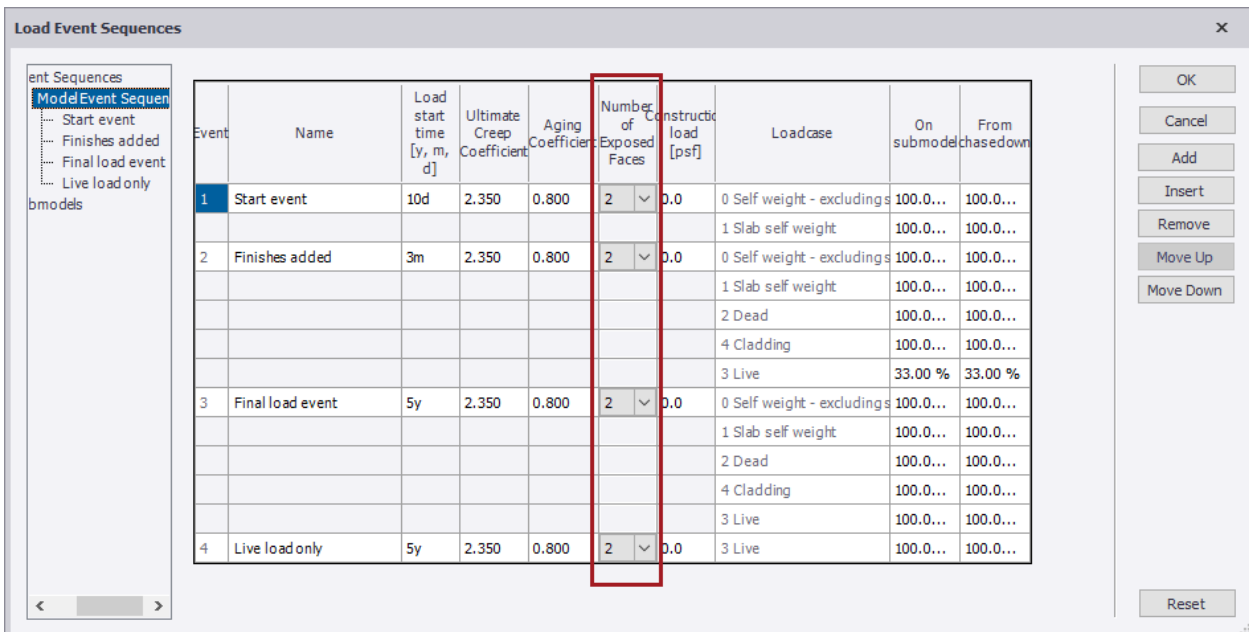 Load Event Sequences
ent Sequences
Model Event Sequen
Start event
Finishes added
Final load event
Live load only
bmodels
Event
Name
Load
start
time
[y, m,
d]
Ultimate
Creep
Coefficient
Aging
Coefficient
Number
of
Exposed
Faces
Constructio
load
[psf]
Loadcase
On
submodel
From
chasedown
1 Start event 10d 2.350 0.800 2 0.0 0 Self weight - excluding s 100.0... 100.0...
1 Slab self weight 100.0... 100.0...
2 Finishes added 3m 2.350 0.800 2 0.0 0 Self weight - excluding s 100.0... 100.0...
1 Slab self weight 100.0... 100.0...
2 Dead 100.0... 100.0...
4 Cladding 100.0... 100.0...
3 Live 33.00 % 33.00 %
3 Final load event 5y 2.350 0.800 2 0.0 0 Self weight - excluding s 100.0... 100.0...
1 Slab self weight 100.0... 100.0...
2 Dead 100.0... 100.0...
4 Cladding 100.0... 100.0...
3 Live 100.0... 100.0...
4 Live load only 5y 2.350 0.800 2 0.0 3 Live 100.0... 100.0...
OK
Cancel
Add
Insert
Remove
Move Up
Move Down
Reset